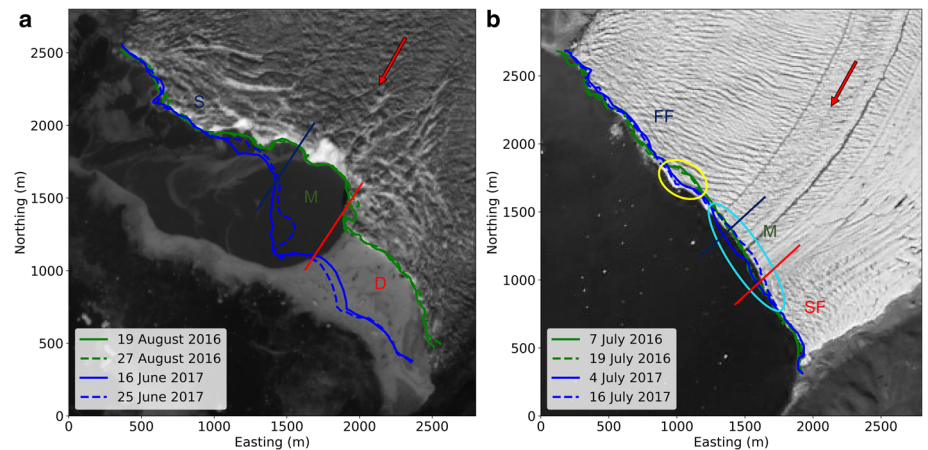 a
b
2500
2000
1500
1000
500
0
Northing (m)
0
500
1000
1500
2000
2500
Easting (m)
S
M
D
19 August 2016
27 August 2016
16 June 2017
25 June 2017
2500
2000
1500
1000
500
0
Northing (m)
0
500
1000
1500
2000
2500
Easting (m)
FF
M
SF
7 July 2016
19 July 2016
4 July 2017
16 July 2017